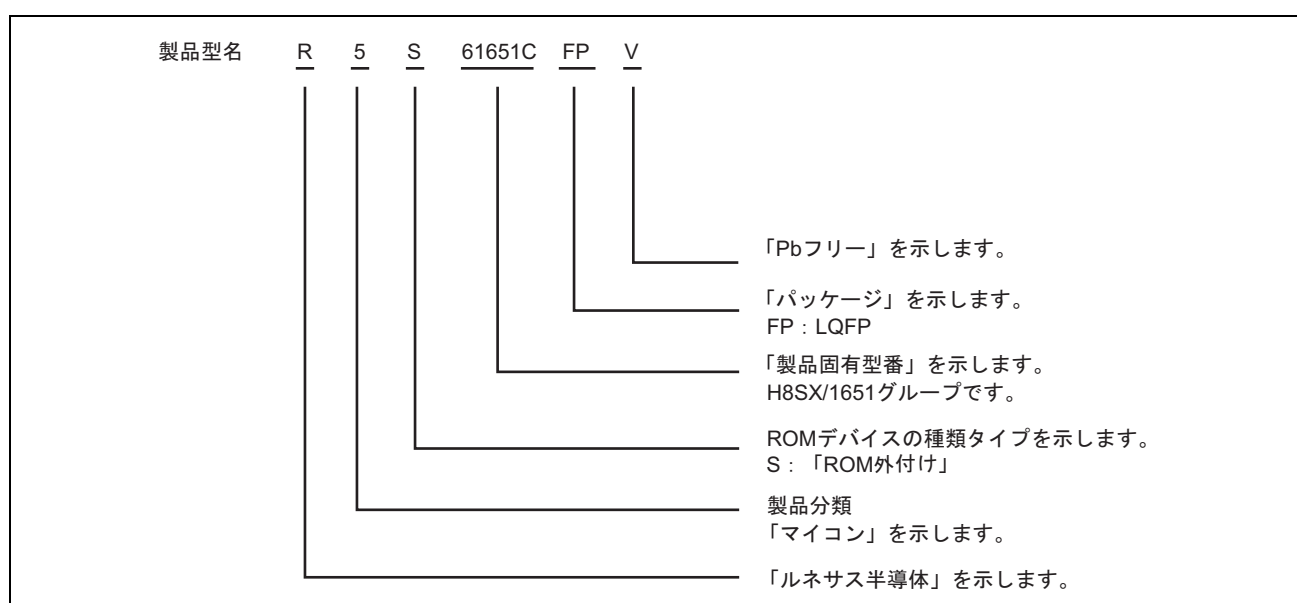 製品型名 R 5 S 61651C FP V
「Pbフリー」を示します。
「パッケージ」を示します。
FP：LQFP
「製品固有型番」を示します。
H8SX/1651グループです。
ROMデバイスの種類タイプを示します。
S：「ROM外付け」
製品分類
「マイコン」を示します。
「ルネサス半導体」を示します。